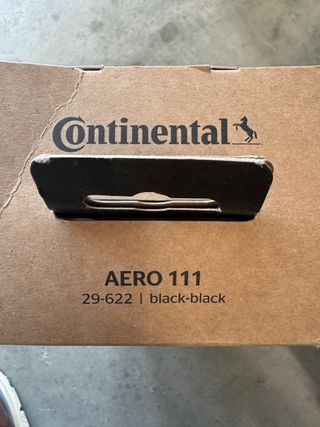 Continental
AERO 111
29-622 | black-black